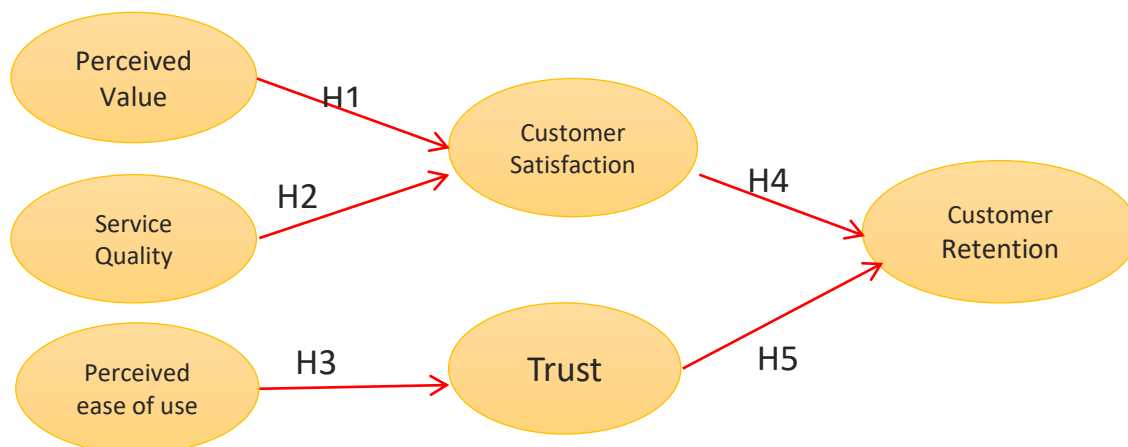 Perceived
Value
H1
Customer
Satisfaction
Service
Quality
H2
H4
Customer
Retention
Perceived
ease of use
H3
Trust
H5